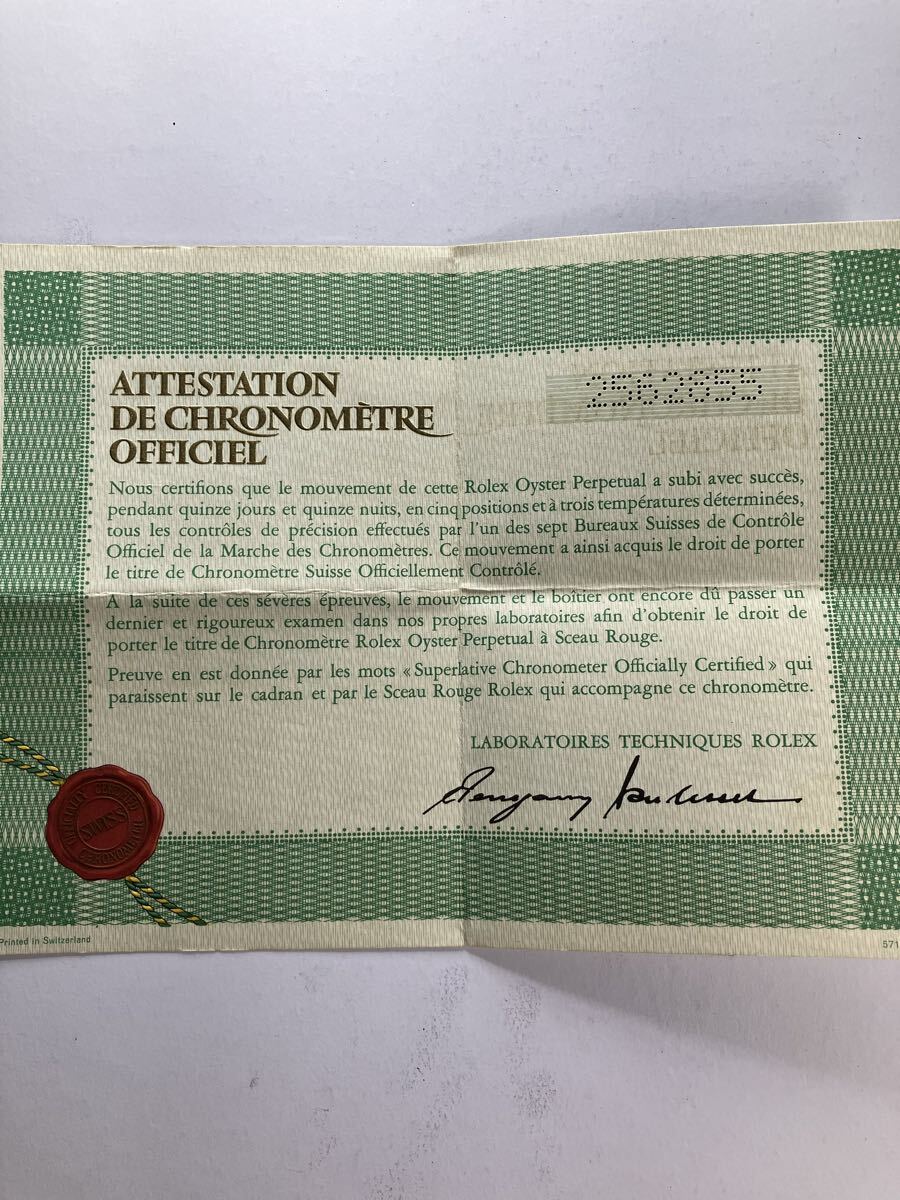 ATTESTATION
DE CHRONOMÈTRE
OFFICIEL
2562655
Nous certifions que le mouvement de cette Rolex Oyster Perpetual a subi avec succès,
pendant quinze jours et quinze nuits, en cinq positions et à trois températures déterminées,
tous les contrôles de précision effectués par l'un des sept Bureaux Suisses de Contrôle
Officiel de la Marche des Chronomètres. Ce mouvement a ainsi acquis le droit de porter
le titre de Chronomètre Suisse Officiellement Contrôlé.
A la suite de ces sévères épreuves, le mouvement et le boîtier ont encore dû passer un
dernier et rigoureux examen dans nos propres laboratoires afin d'obtenir le droit de
porter le titre de Chronomètre Rolex Oyster Perpetual à Sceau Rouge.
Preuve en est donnée par les mots « Superlative Chronometer Officially Certified » qui
paraissent sur le cadran et par le Sceau Rouge Rolex qui accompagne ce chronomètre.
LABORATOIRES TECHNIQUES ROLEX
OFFICIALLY CERTIFIED CHRONOMETER
SWISS
Printed in Switzerland
571